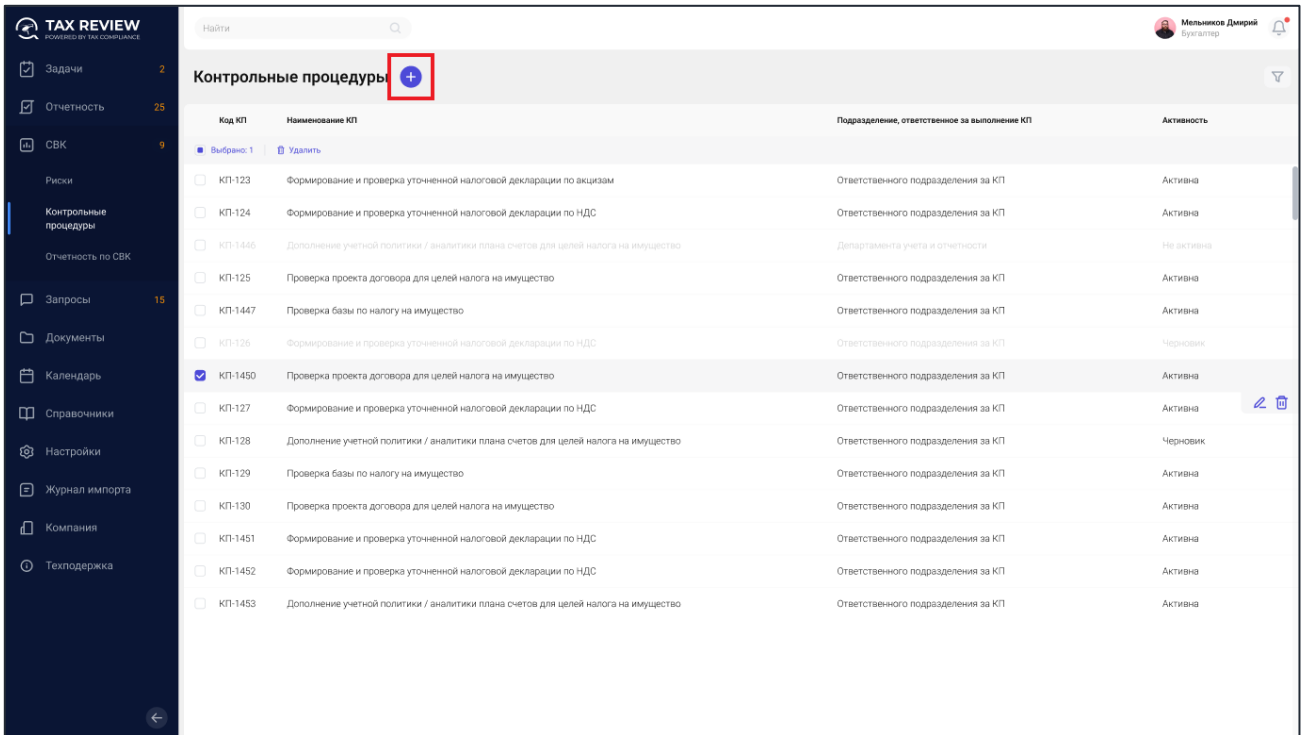 TAX REVIEW
POWERED BY TAX COMPLIANCE
Найти
Мельников Дмирий
Бухгалтер
Задачи 2
Отчетность 25
СВК 9
Риски
Контрольные
процедуры
Отчетность по СВК
Запросы 15
Документы
Календарь
Справочники
Настройки
Журнал импорта
Компания
Техподержка
Контрольные процедуры
Код КП Наименование КП Подразделение, ответственное за выполнение КП Активность
Выбрано: 1 Удалить
КП-123 Формирование и проверка уточненной налоговой декларации по акцизам Ответственного подразделения за КП Активна
КП-124 Формирование и проверка уточненной налоговой декларации по НДС Ответственного подразделения за КП Активна
КП-1446 Дополнение учетной политики / аналитики плана счетов для целей налога на имущество Департамента учета и отчетности Не активна
КП-125 Проверка проекта договора для целей налога на имущество Ответственного подразделения за КП Активна
КП-1447 Проверка базы по налогу на имущество Ответственного подразделения за КП Активна
КП-126 Формирование и проверка уточненной налоговой декларации по НДС Ответственного подразделения за КП Черновик
КП-1450 Проверка проекта договора для целей налога на имущество Ответственного подразделения за КП Активна
КП-127 Формирование и проверка уточненной налоговой декларации по НДС Ответственного подразделения за КП Активна
КП-128 Дополнение учетной политики / аналитики плана счетов для целей налога на имущество Ответственного подразделения за КП Черновик
КП-129 Проверка базы по налогу на имущество Ответственного подразделения за КП Активна
КП-130 Проверка проекта договора для целей налога на имущество Ответственного подразделения за КП Активна
КП-1451 Формирование и проверка уточненной налоговой декларации по НДС Ответственного подразделения за КП Активна
КП-1452 Формирование и проверка уточненной налоговой декларации по НДС Ответственного подразделения за КП Активна
КП-1453 Дополнение учетной политики / аналитики плана счетов для целей налога на имущество Ответственного подразделения за КП Активна